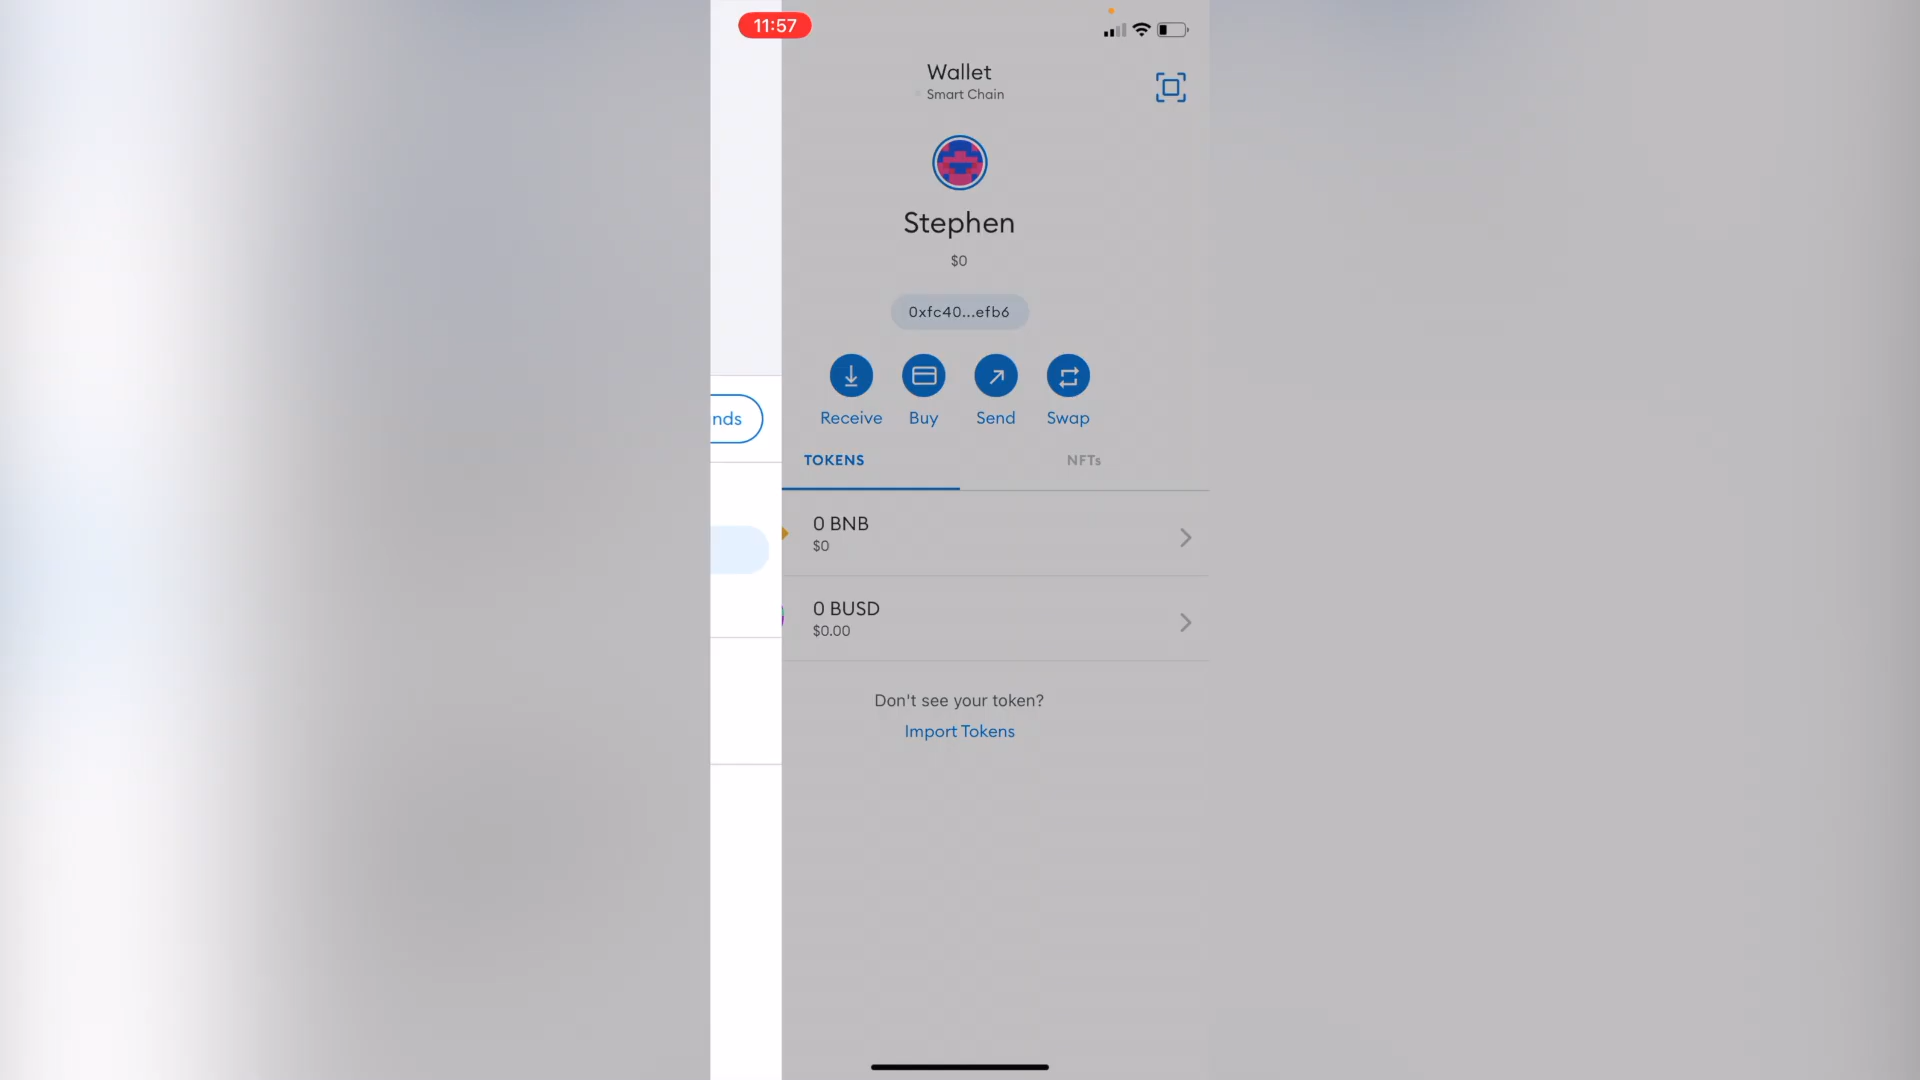 11:57
Wallet
Smart Chain
Stephen
$0
0xfc40...efb6
Receive Buy Send Swap
nds
TOKENS NFTs
0 BNB
$0
0 BUSD
$0.00
Don't see your token?
Import Tokens